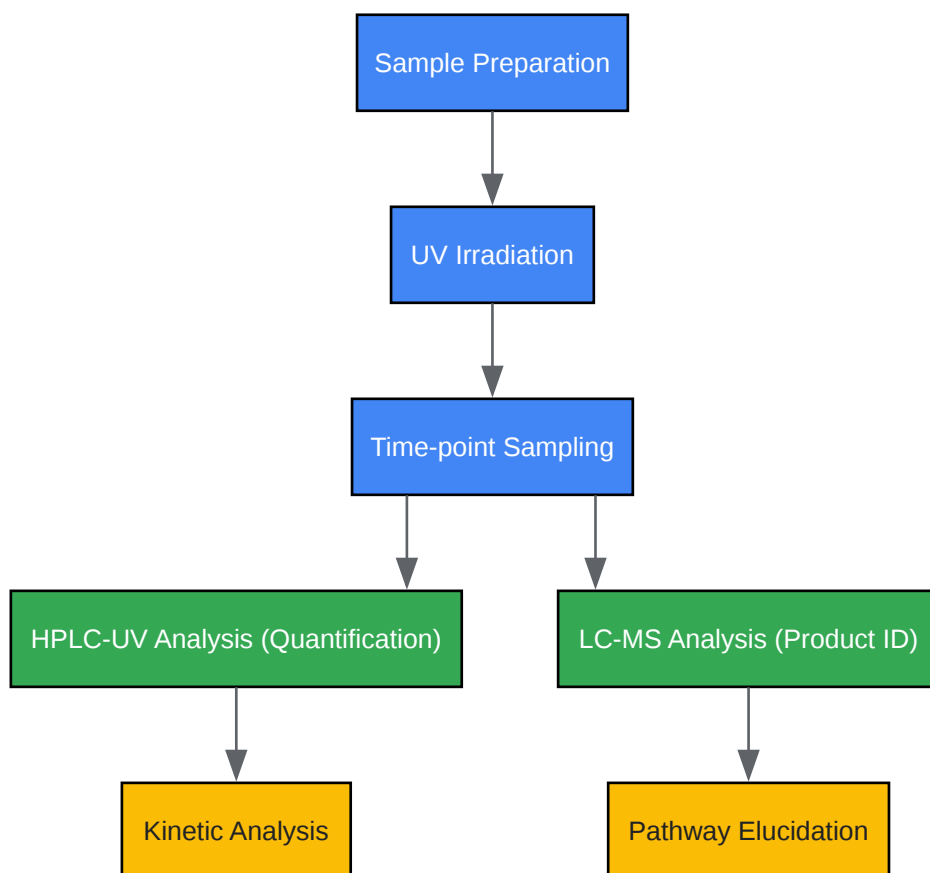 Sample Preparation
UV Irradiation
Time-point Sampling
HPLC-UV Analysis (Quantification)
LC-MS Analysis (Product ID)
Kinetic Analysis
Pathway Elucidation